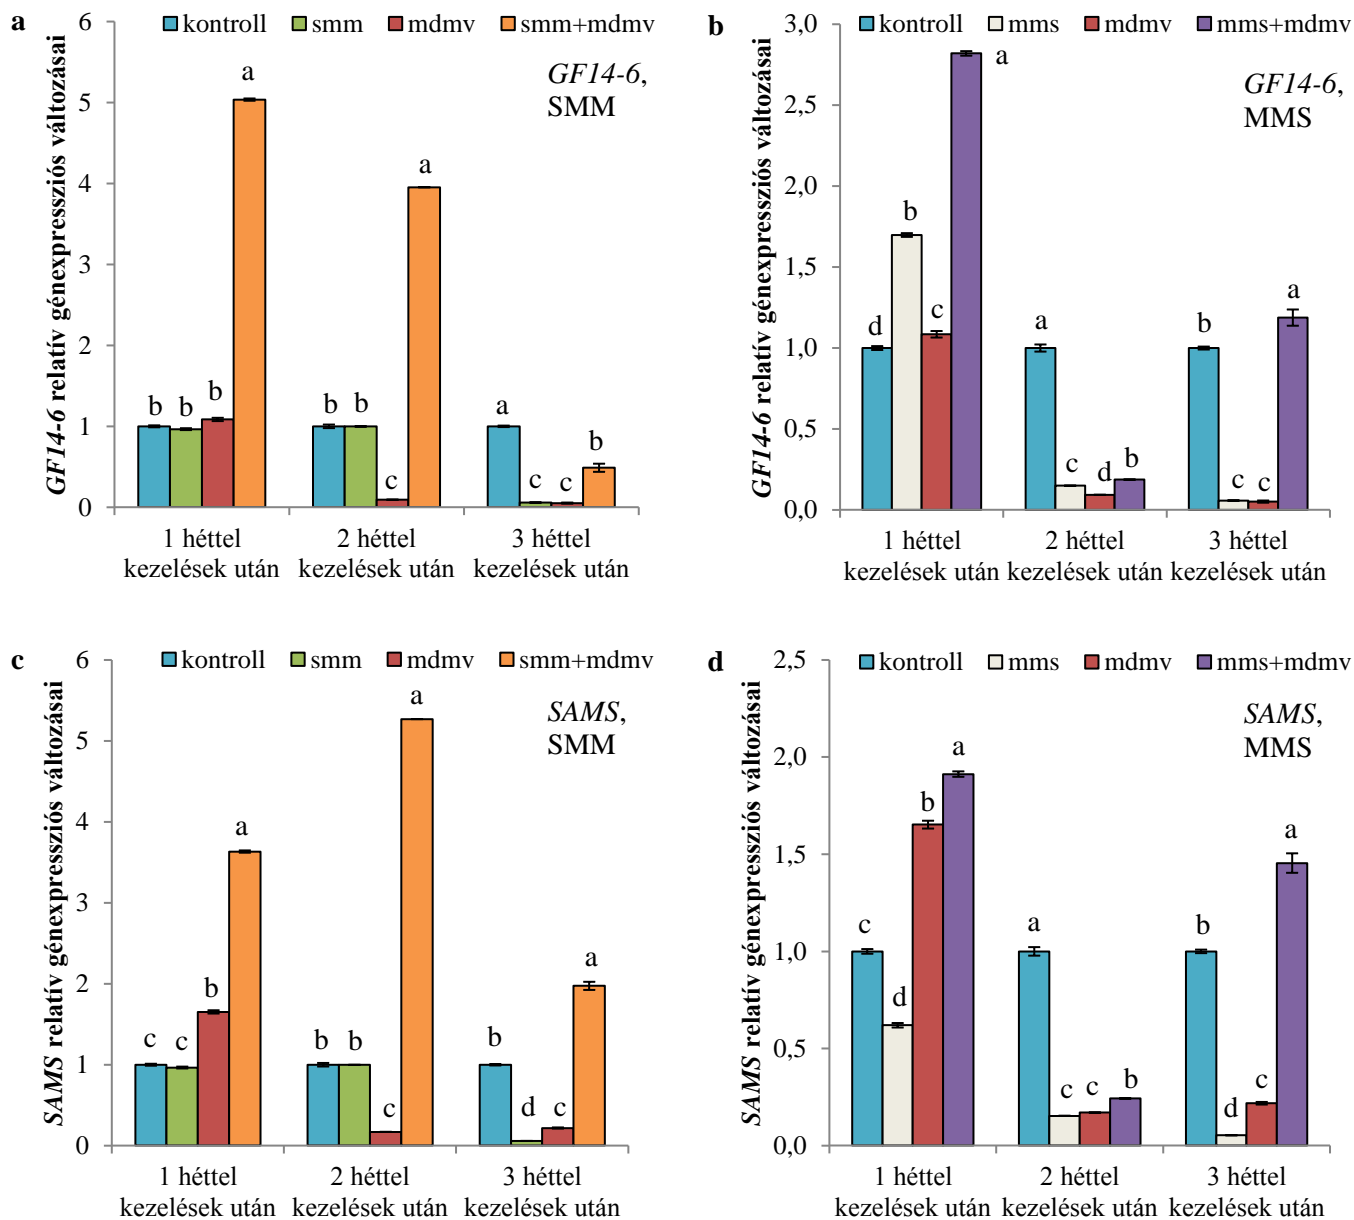 a
GF14-6 relatív génexpressziós változásai
kontroll smm mdmv smm+mdmv
GF14-6,
SMM
6
5
4
3
2
1
0
b b b a
b b c a
a c c b
1 héttel 2 héttel 3 héttel
kezelések után kezelések után kezelések után
b
GF14-6 relatív génexpressziós változásai
kontroll mms mdmv mms+mdmv
GF14-6,
MMS
3,0
2,5
2,0
1,5
1,0
0,5
0,0
d b c a
a c d b
b c c a
1 héttel 2 héttel 3 héttel
kezelések után kezelések után kezelések után
c
SAMS relatív génexpressziós változásai
kontroll smm mdmv smm+mdmv
SAMS,
SMM
6
5
4
3
2
1
0
c c b a
b b c a
b d c a
1 héttel 2 héttel 3 héttel
kezelések után kezelések után kezelések után
d
SAMS relatív génexpressziós változásai
kontroll mms mdmv mms+mdmv
SAMS,
MMS
2,5
2,0
1,5
1,0
0,5
0,0
c d b a
a c c b
b d c a
1 héttel 2 héttel 3 héttel
kezelések után kezelések után kezelések után